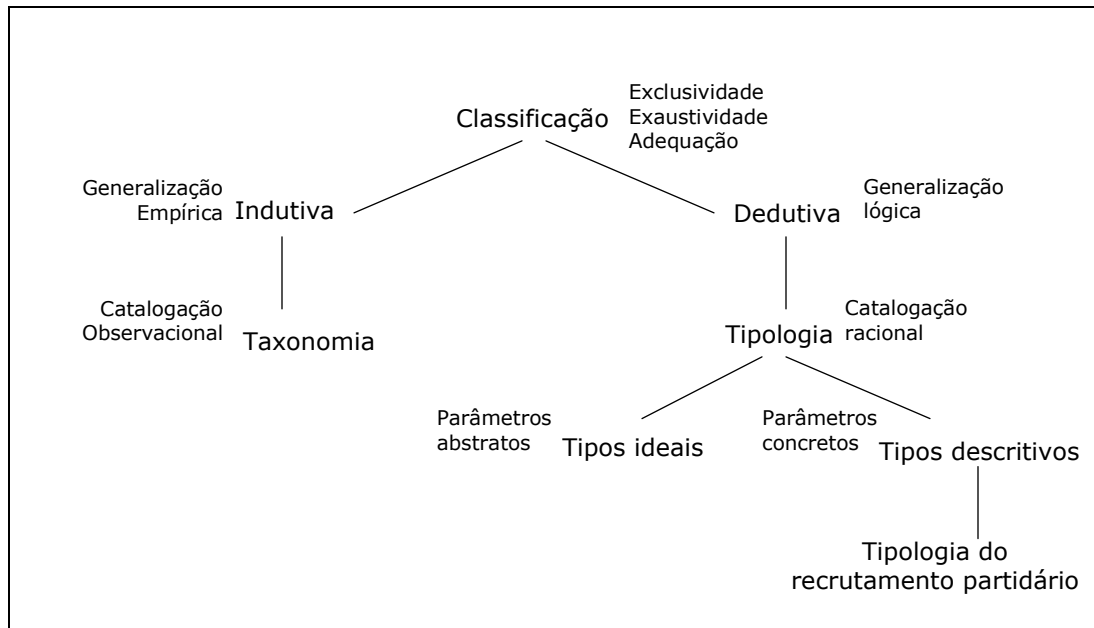 Classificação
Exclusividade
Exaustividade
Adequação
Generalização
Empírica
Indutiva
Dedutiva
Generalização
lógica
Catalogação
Observacional
Taxonomia
Tipologia
Catalogação
racional
Parâmetros
abstratos
Tipos ideais
Parâmetros
concretos
Tipos descritivos
Tipologia do
recrutamento partidário